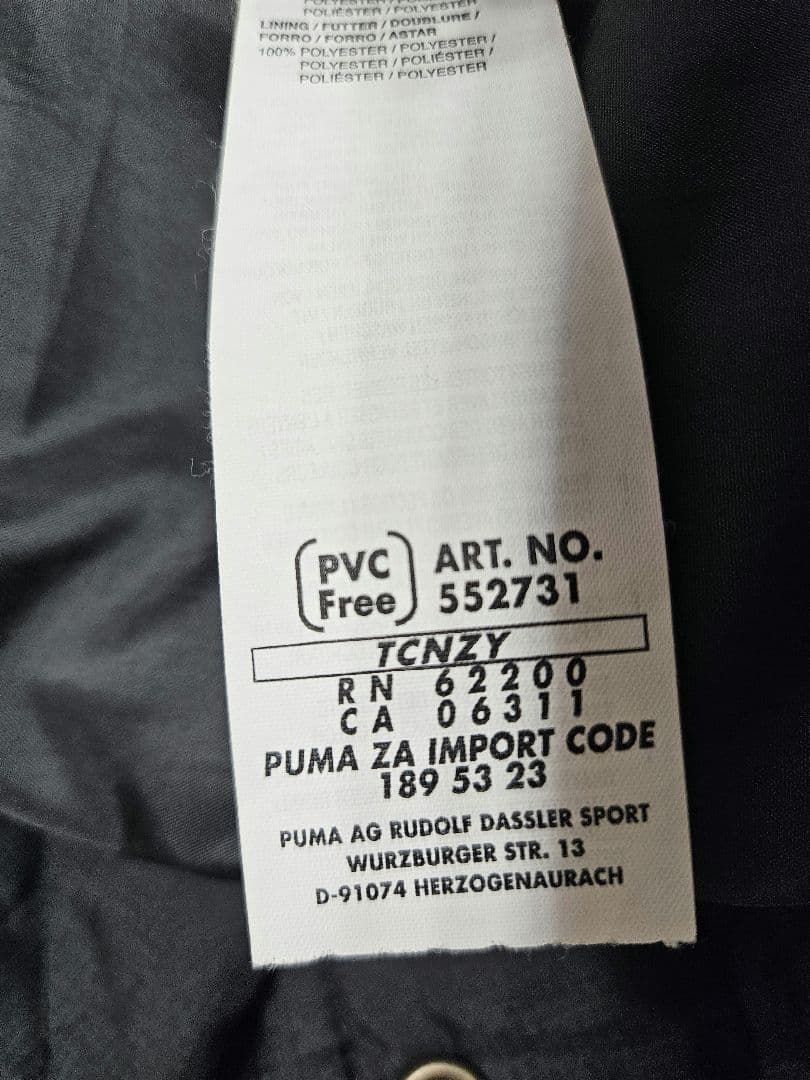 POLIÉSTER / POLYESTER
LINING / FUTTER / DOUBLURE /
FORRO / FORRO / ASTAR
100% POLYESTER / POLYESTER /
POLYESTER / POLIÉSTER /
POLIÉSTER / POLYESTER
PVC Free
ART. NO.
552731
TCNZY
RN 62200
CA 06311
PUMA ZA IMPORT CODE
189 53 23
PUMA AG RUDOLF DASSLER SPORT
WURZBURGER STR. 13
D-91074 HERZOGENAURACH